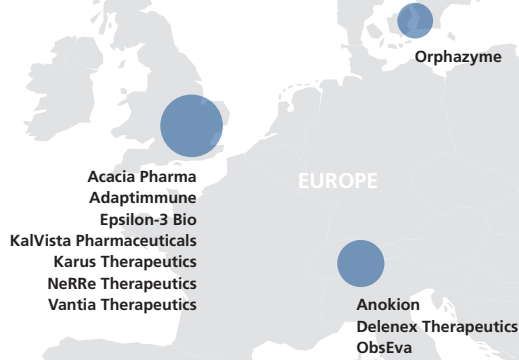 Orphazyme
EUROPE
Acacia Pharma
Adaptimmune
Epsilon-3 Bio
KalVista Pharmaceuticals
Karus Therapeutics
NeRRe Therapeutics
Vantia Therapeutics
Anokion
Delenex Therapeutics
ObsEva